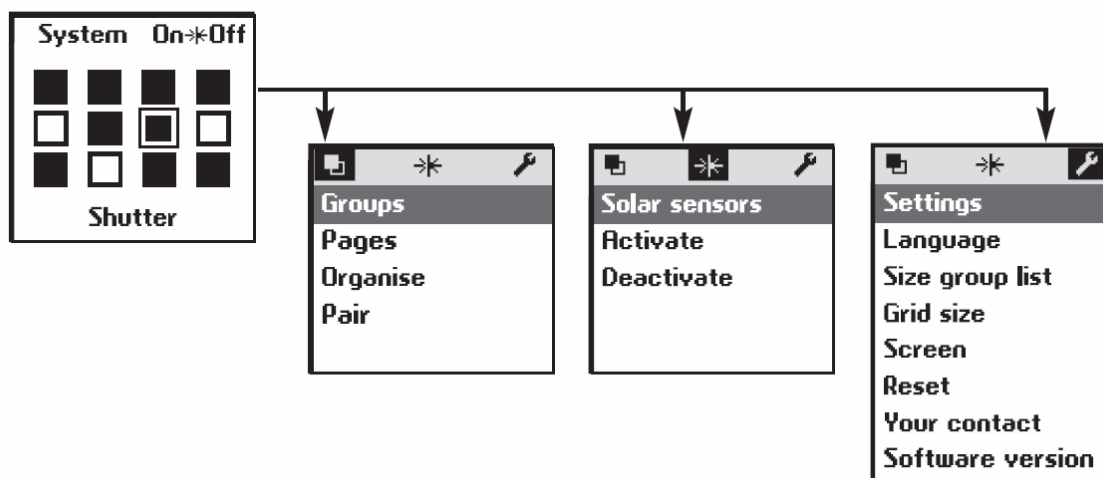 System On Off
Shutter
Groups
Pages
Organise
Pair
Solar sensors
Activate
Deactivate
Settings
Language
Size group list
Grid size
Screen
Reset
Your contact
Software version